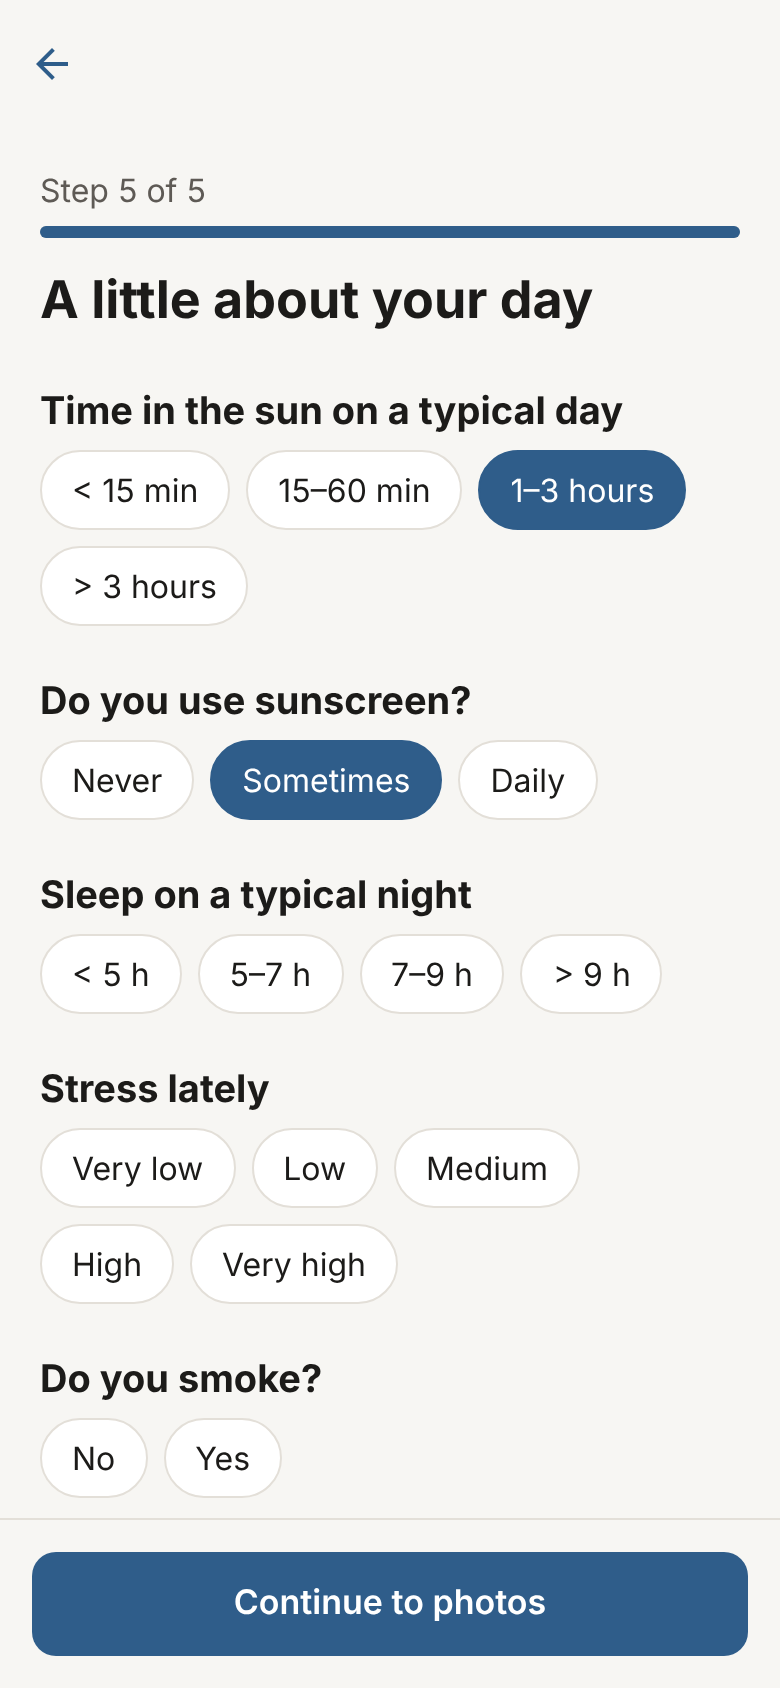 Step 5 of 5
A little about your day
Time in the sun on a typical day
< 15 min 15–60 min 1–3 hours
> 3 hours
Do you use sunscreen?
Never Sometimes Daily
Sleep on a typical night
< 5 h 5–7 h 7–9 h > 9 h
Stress lately
Very low Low Medium
High Very high
Do you smoke?
No Yes
Continue to photos